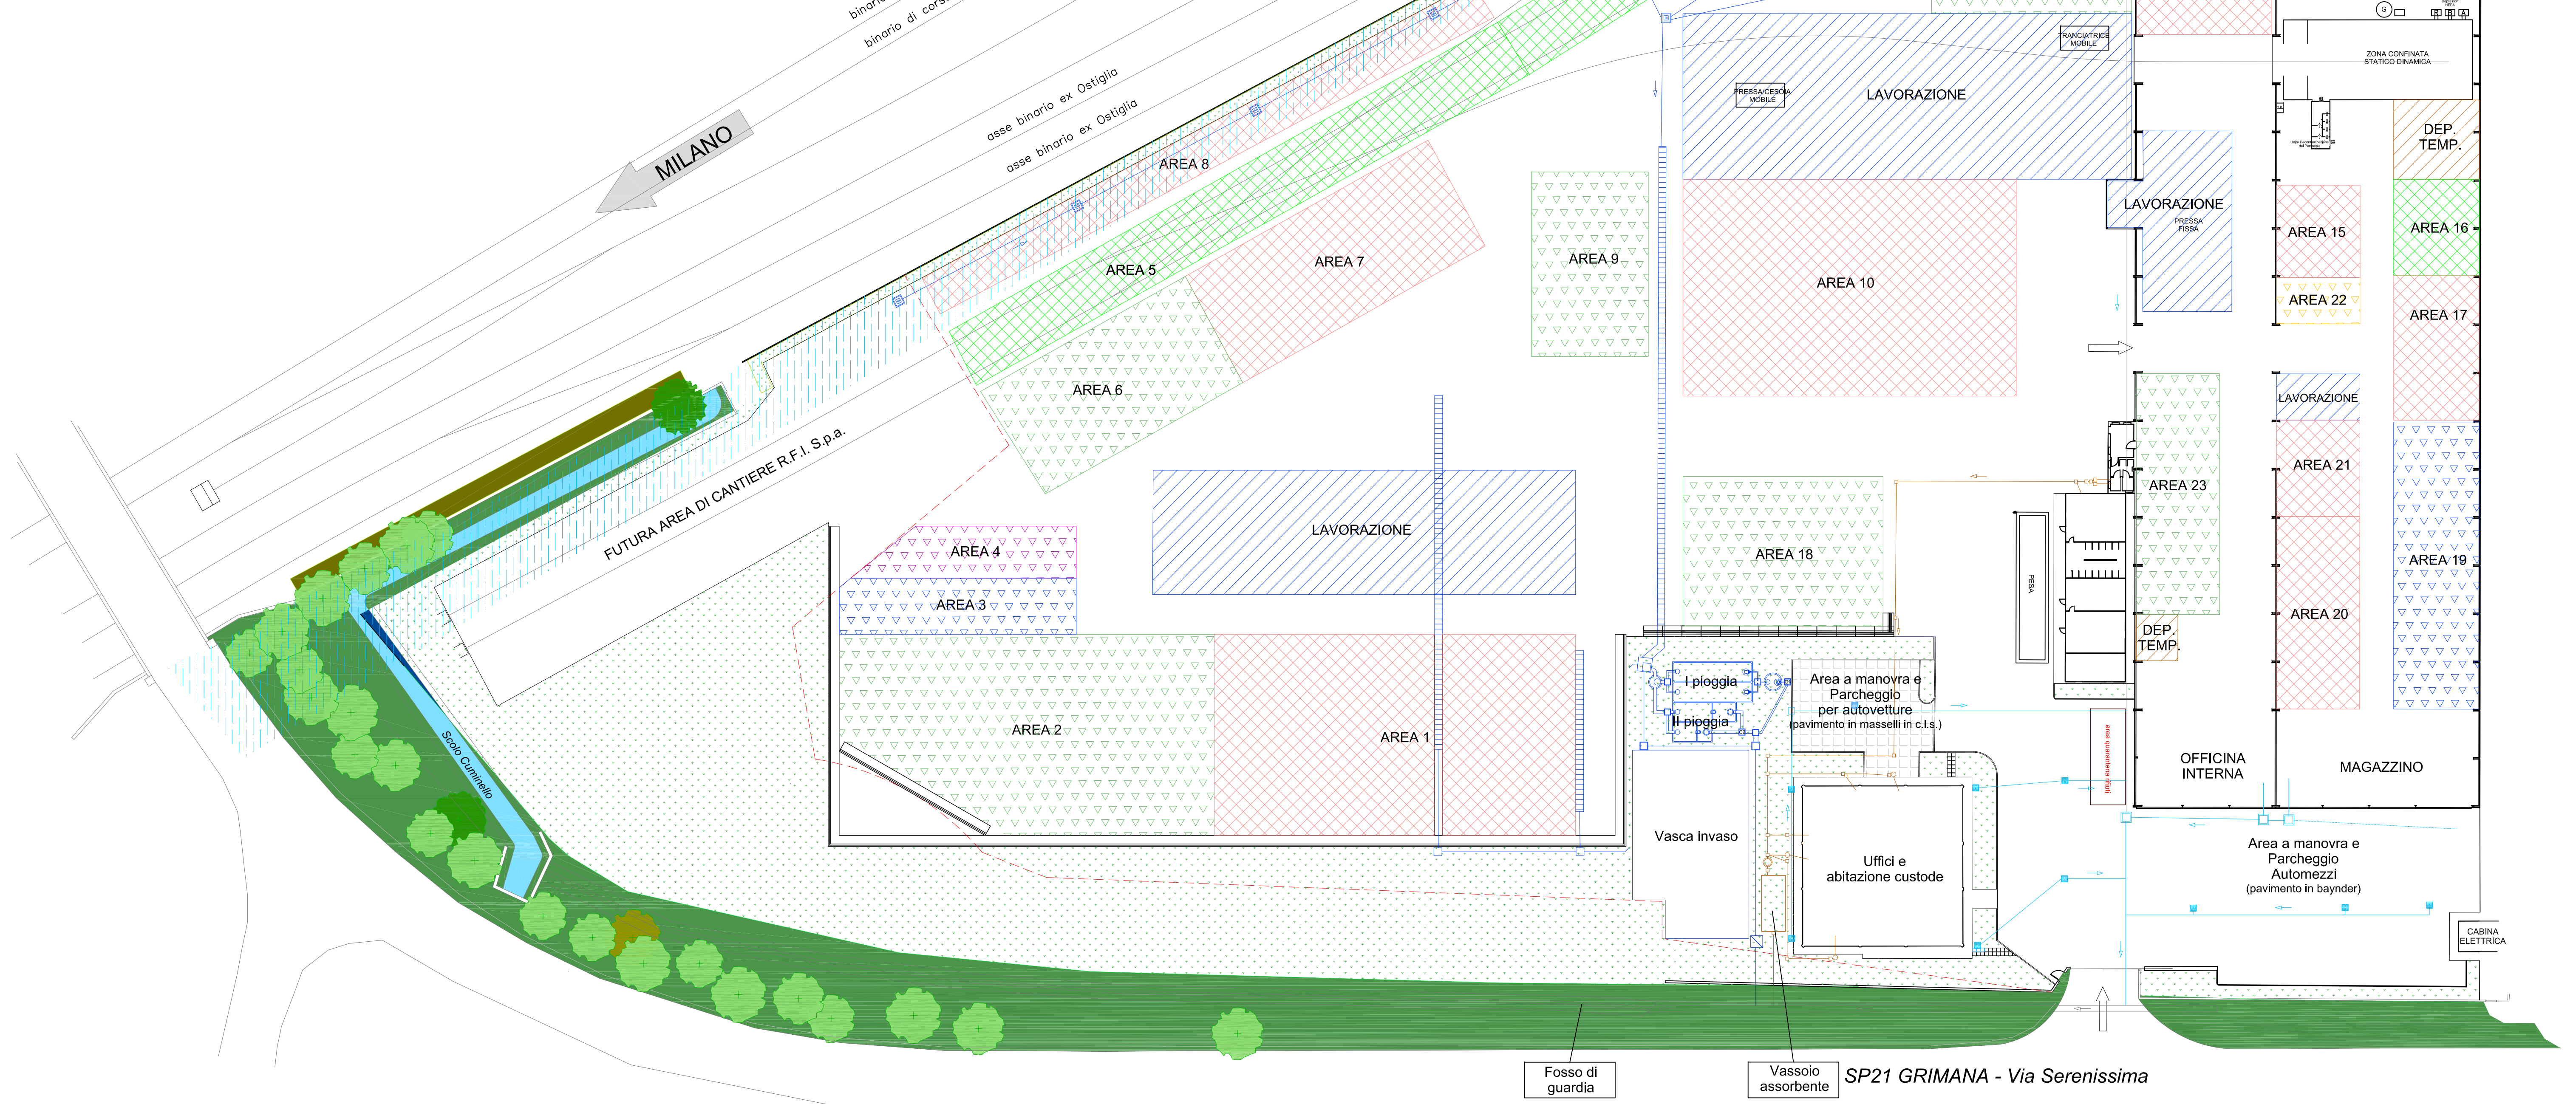 binario di corsa
asse binario ex Ostiglia
asse binario ex Ostiglia
MILANO
AREA 8
AREA 5
AREA 7
AREA 6
AREA 9
TRANCIATRICE
MOBILE
PRESSA/CESOIA
MOBILE
LAVORAZIONE
AREA 10
G
R
B
A
HEPA
ZONA CONFINATA
STATICO DINAMICA
DEP.
TEMP.
LAVORAZIONE
PRESSA
FISSA
AREA 15
AREA 16
AREA 22
AREA 17
LAVORAZIONE
AREA 21
AREA 23
AREA 19
AREA 20
DEP.
TEMP.
FUTURA AREA DI CANTIERE R.F.I. S.p.a.
AREA 4
AREA 3
LAVORAZIONE
AREA 18
PESA
AREA 2
AREA 1
I pioggia
II pioggia
Area a manovra e
Parcheggio
per autovetture
(pavimento in masselli in c.l.s.)
area quarantena rifiuti
OFFICINA
INTERNA
MAGAZZINO
Scolo Cuminello
Vasca invaso
Uffici e
abitazione custode
Area a manovra e
Parcheggio
Automezzi
(pavimento in baynder)
CABINA
ELETTRICA
Fosso di
guardia
Vassoio
assorbente
SP21 GRIMANA - Via Serenissima